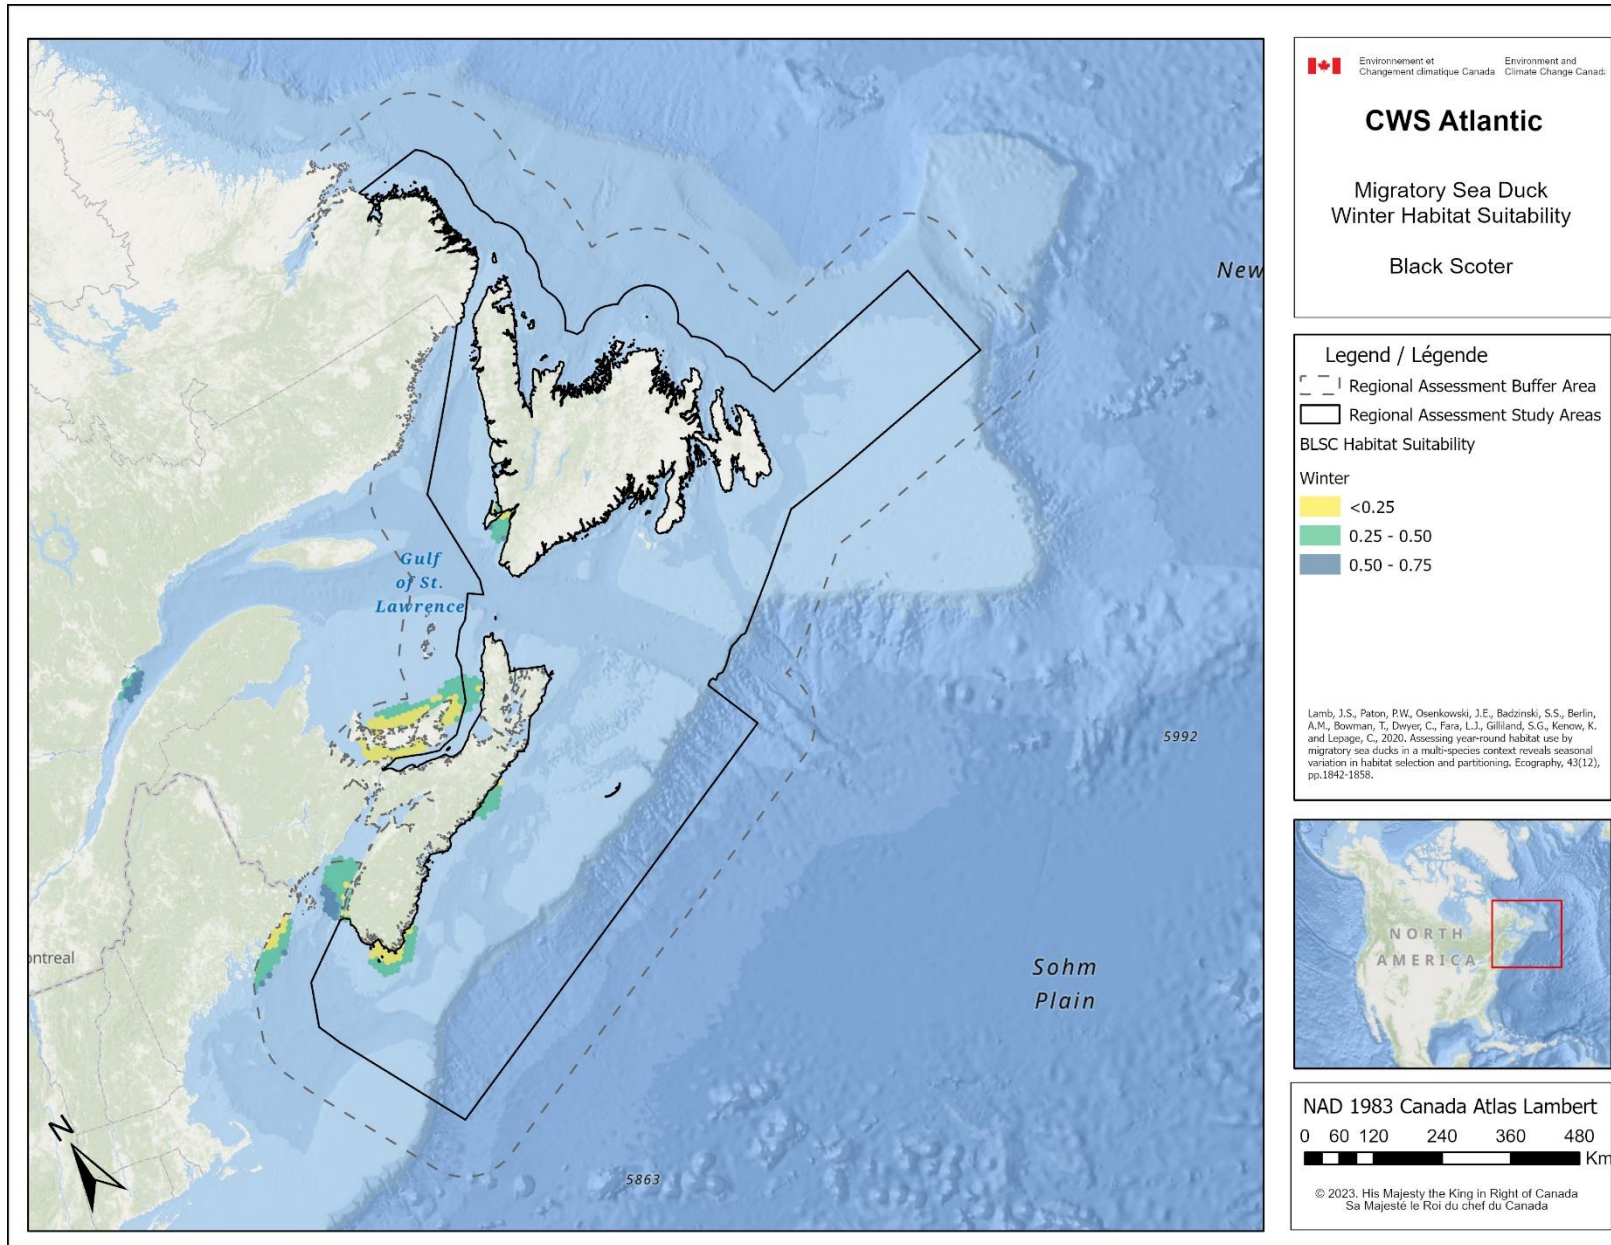 Environnement et
Changement climatique Canada
Environment and
Climate Change Canada
CWS Atlantic
Migratory Sea Duck
Winter Habitat Suitability
Black Scoter
Legend / Légende
Regional Assessment Buffer Area
Regional Assessment Study Areas
BLSC Habitat Suitability
Winter
<0.25
0.25 - 0.50
0.50 - 0.75
Lamb, J.S., Paton, P.W., Osenkowski, J.E., Badzinski, S.S., Berlin,
A.M., Bowman, T., Dwyer, C., Fara, L.J., Gilliland, S.G., Kenow, K.
and Lepage, C., 2020. Assessing year-round habitat use by
migratory sea ducks in a multi-species context reveals seasonal
variation in habitat selection and partitioning. Ecography, 43(12),
pp.1842-1858.
NORTH
AMERICA
NAD 1983 Canada Atlas Lambert
0 60 120 240 360 480
Km
© 2023. His Majesty the King in Right of Canada
Sa Majesté le Roi du chef du Canada
New
Gulf
of St.
Lawrence
5992
Sohm
Plain
ontreal
5863
N